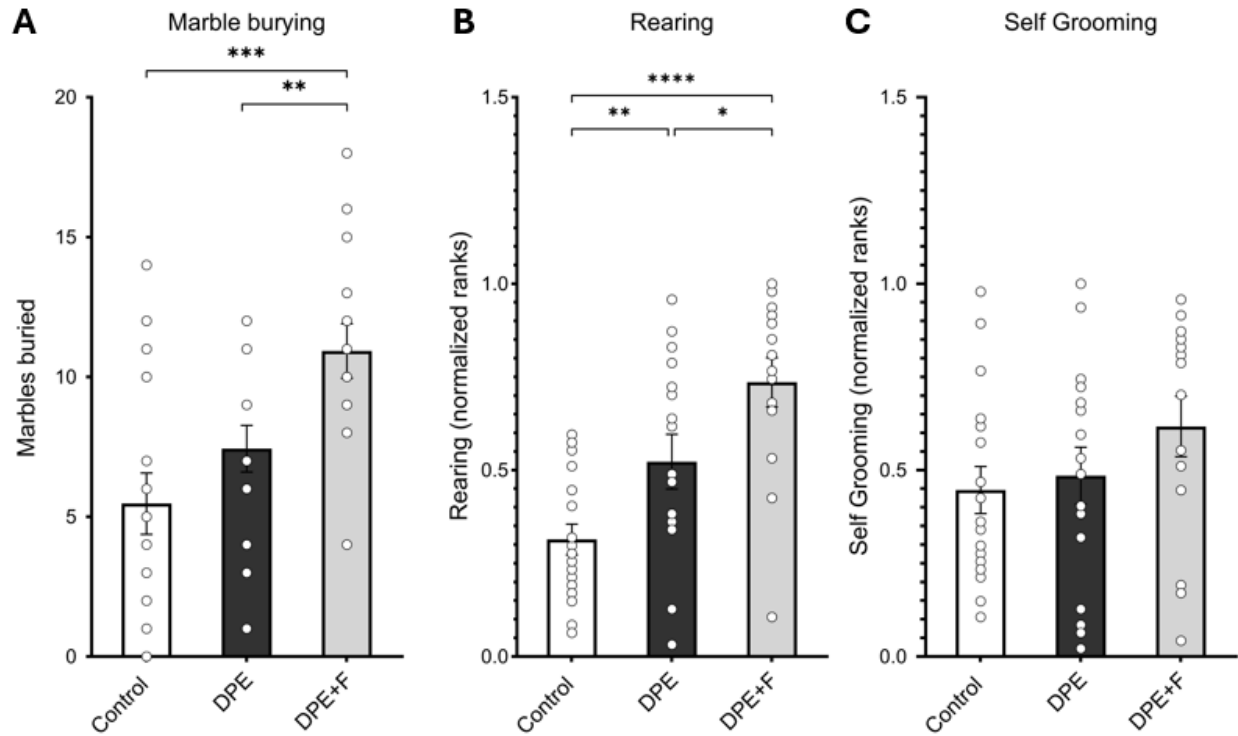 A Marble burying
B Rearing
C Self Grooming
***
**
20
15
10
5
0
Marbles buried
Control
DPE
DPE+F
****
**
*
1.5
1.0
0.5
0.0
Rearing (normalized ranks)
Control
DPE
DPE+F
1.5
1.0
0.5
0.0
Self Grooming (normalized ranks)
Control
DPE
DPE+F